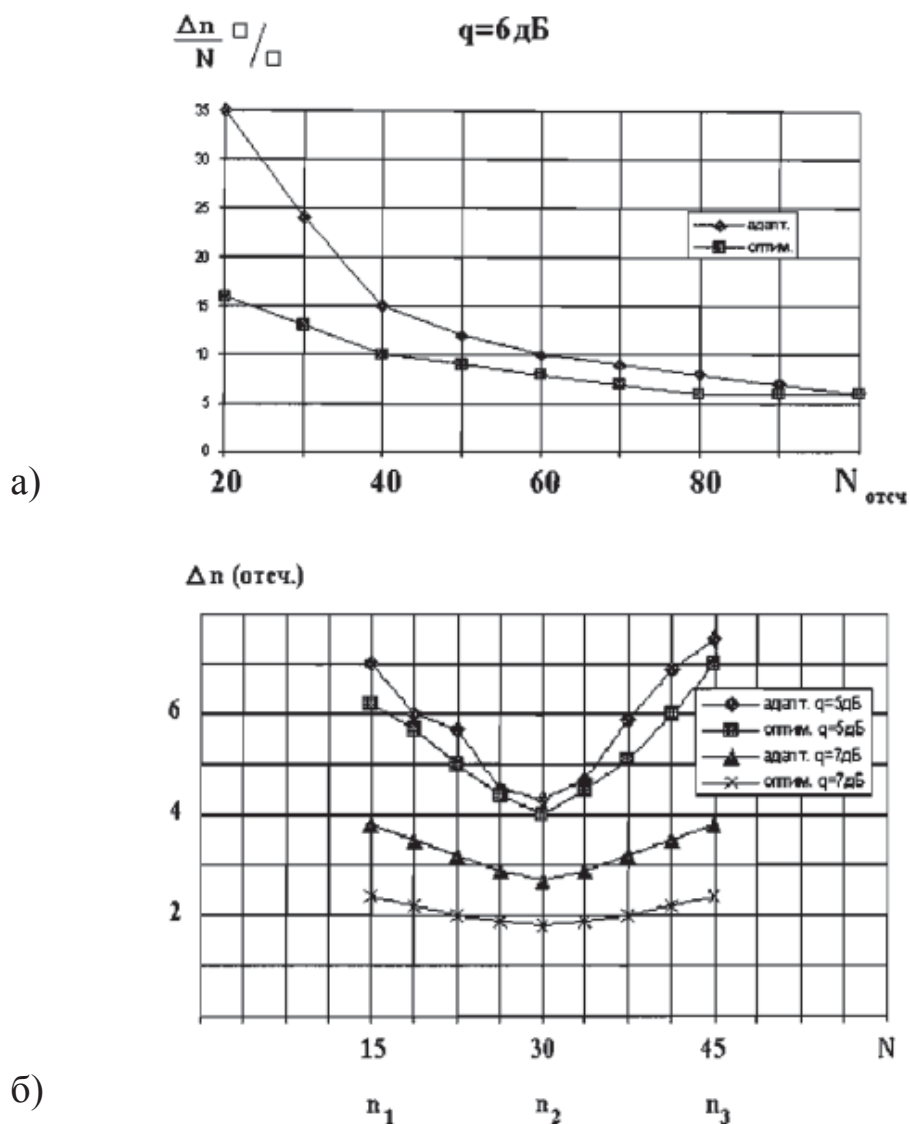 Δn/N □/□ q=6дБ
35
30
25
20
15
10
5
0
адапт.
оптим.
20 40 60 80 N отсч
а)
Δn (отсч.)
6
4
2
адапт. q=5дБ
оптим. q=5дБ
адапт. q=7дБ
оптим. q=7дБ
15 30 45 N
n₁ n₂ n₃
б)